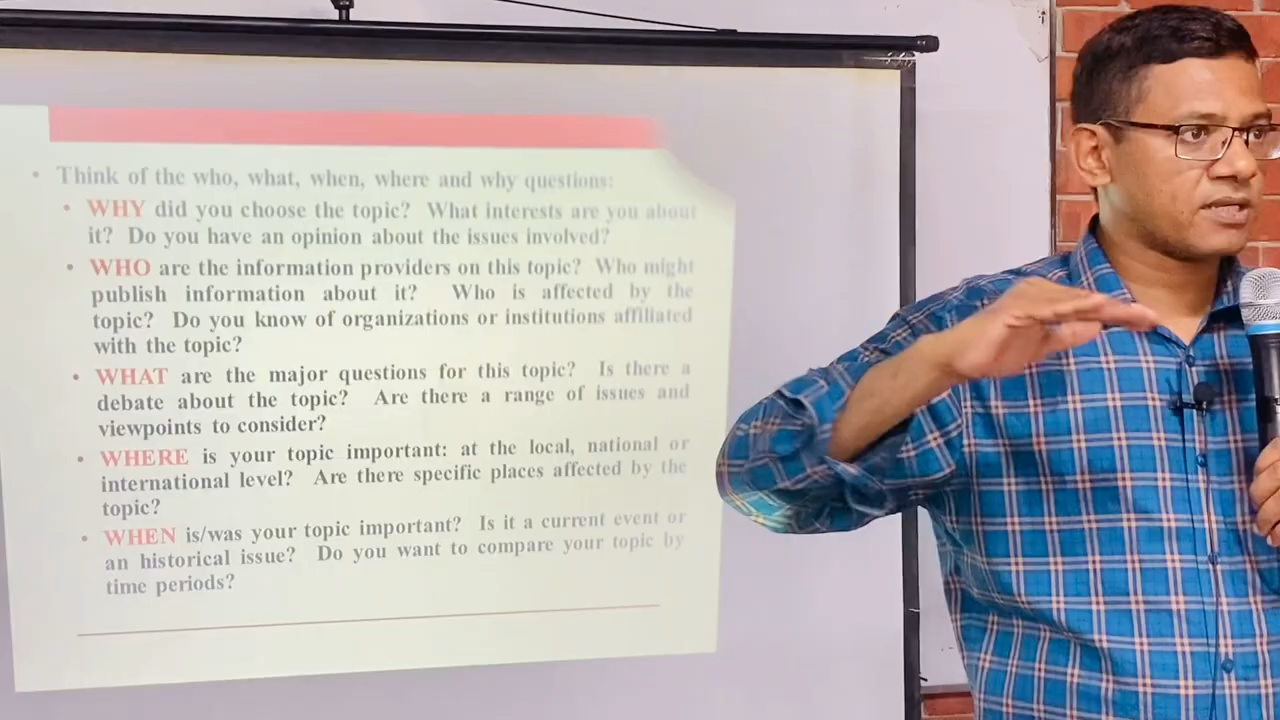 • Think of the who, what, when, where and why questions:
• WHY did you choose the topic? What interests are you about
it? Do you have an opinion about the issues involved?
• WHO are the information providers on this topic? Who might
publish information about it? Who is affected by the
topic? Do you know of organizations or institutions affiliated
with the topic?
• WHAT are the major questions for this topic? Is there a
debate about the topic? Are there a range of issues and
viewpoints to consider?
• WHERE is your topic important: at the local, national or
international level? Are there specific places affected by the
topic?
• WHEN is/was your topic important? Is it a current event or
an historical issue? Do you want to compare your topic by
time periods?